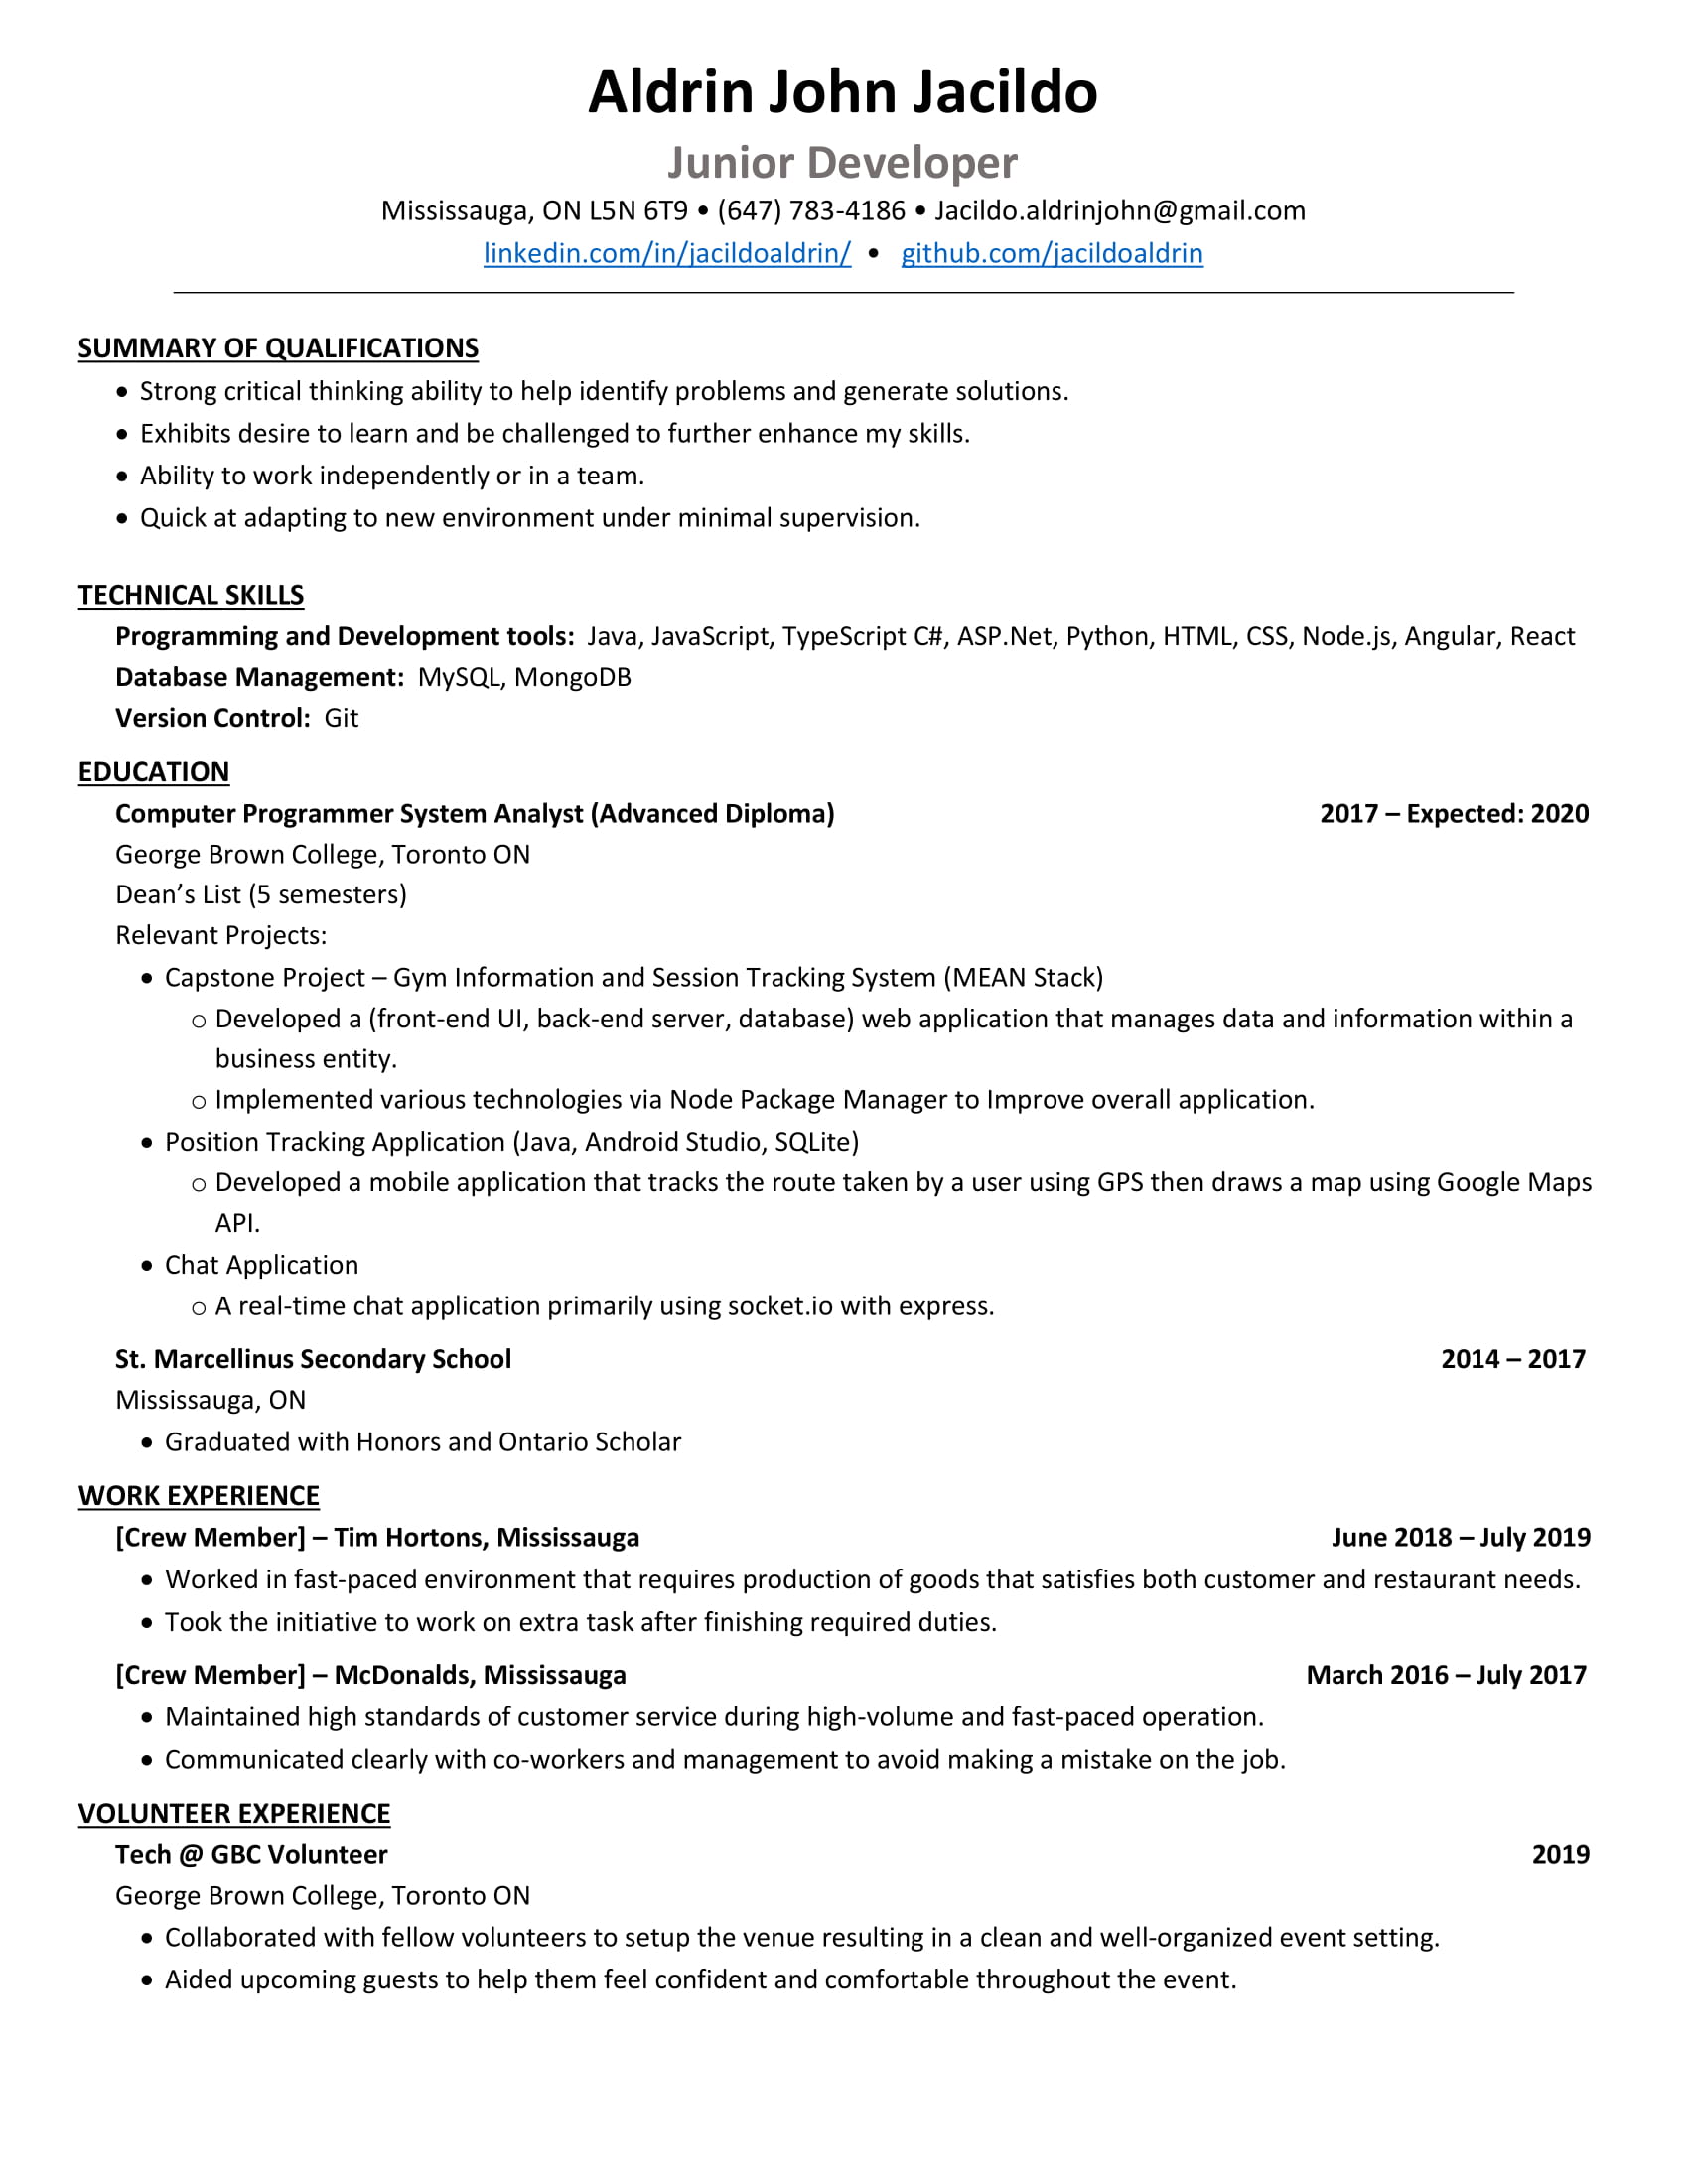 Aldrin John Jacildo
Junior Developer
Mississauga, ON L5N 6T9 • (647) 783-4186 • Jacildo.aldrinjohn@gmail.com
linkedin.com/in/jacildoaldrin/ • github.com/jacildoaldrin
SUMMARY OF QUALIFICATIONS
• Strong critical thinking ability to help identify problems and generate solutions.
• Exhibits desire to learn and be challenged to further enhance my skills.
• Ability to work independently or in a team.
• Quick at adapting to new environment under minimal supervision.
TECHNICAL SKILLS
Programming and Development tools: Java, JavaScript, TypeScript C#, ASP.Net, Python, HTML, CSS, Node.js, Angular, React
Database Management: MySQL, MongoDB
Version Control: Git
EDUCATION
Computer Programmer System Analyst (Advanced Diploma) 2017 – Expected: 2020
George Brown College, Toronto ON
Dean’s List (5 semesters)
Relevant Projects:
• Capstone Project – Gym Information and Session Tracking System (MEAN Stack)
o Developed a (front-end UI, back-end server, database) web application that manages data and information within a
business entity.
o Implemented various technologies via Node Package Manager to Improve overall application.
• Position Tracking Application (Java, Android Studio, SQLite)
o Developed a mobile application that tracks the route taken by a user using GPS then draws a map using Google Maps
API.
• Chat Application
o A real-time chat application primarily using socket.io with express.
St. Marcellinus Secondary School 2014 – 2017
Mississauga, ON
• Graduated with Honors and Ontario Scholar
WORK EXPERIENCE
[Crew Member] – Tim Hortons, Mississauga June 2018 – July 2019
• Worked in fast-paced environment that requires production of goods that satisfies both customer and restaurant needs.
• Took the initiative to work on extra task after finishing required duties.
[Crew Member] – McDonalds, Mississauga March 2016 – July 2017
• Maintained high standards of customer service during high-volume and fast-paced operation.
• Communicated clearly with co-workers and management to avoid making a mistake on the job.
VOLUNTEER EXPERIENCE
Tech @ GBC Volunteer 2019
George Brown College, Toronto ON
• Collaborated with fellow volunteers to setup the venue resulting in a clean and well-organized event setting.
• Aided upcoming guests to help them feel confident and comfortable throughout the event.